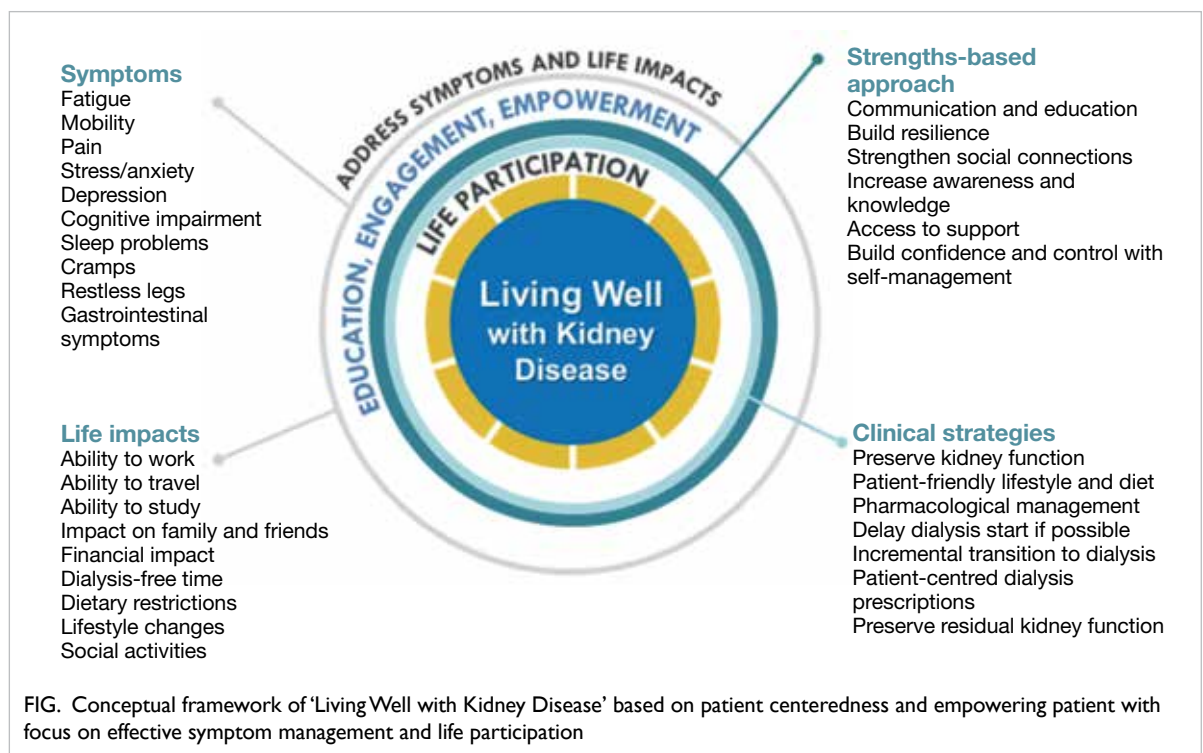 Symptoms
Fatigue
Mobility
Pain
Stress/anxiety
Depression
Cognitive impairment
Sleep problems
Cramps
Restless legs
Gastrointestinal
symptoms
Life impacts
Ability to work
Ability to travel
Ability to study
Impact on family and friends
Financial impact
Dialysis-free time
Dietary restrictions
Lifestyle changes
Social activities
ADDRESS SYMPTOMS AND LIFE IMPACTS
EDUCATION, ENGAGEMENT, EMPOWERMENT
LIFE PARTICIPATION
Living Well
with Kidney
Disease
Strengths-based
approach
Communication and education
Build resilience
Strengthen social connections
Increase awareness and
knowledge
Access to support
Build confidence and control with
self-management
Clinical strategies
Preserve kidney function
Patient-friendly lifestyle and diet
Pharmacological management
Delay dialysis start if possible
Incremental transition to dialysis
Patient-centred dialysis
prescriptions
Preserve residual kidney function
FIG. Conceptual framework of ‘Living Well with Kidney Disease’ based on patient centeredness and empowering patient with
focus on effective symptom management and life participation